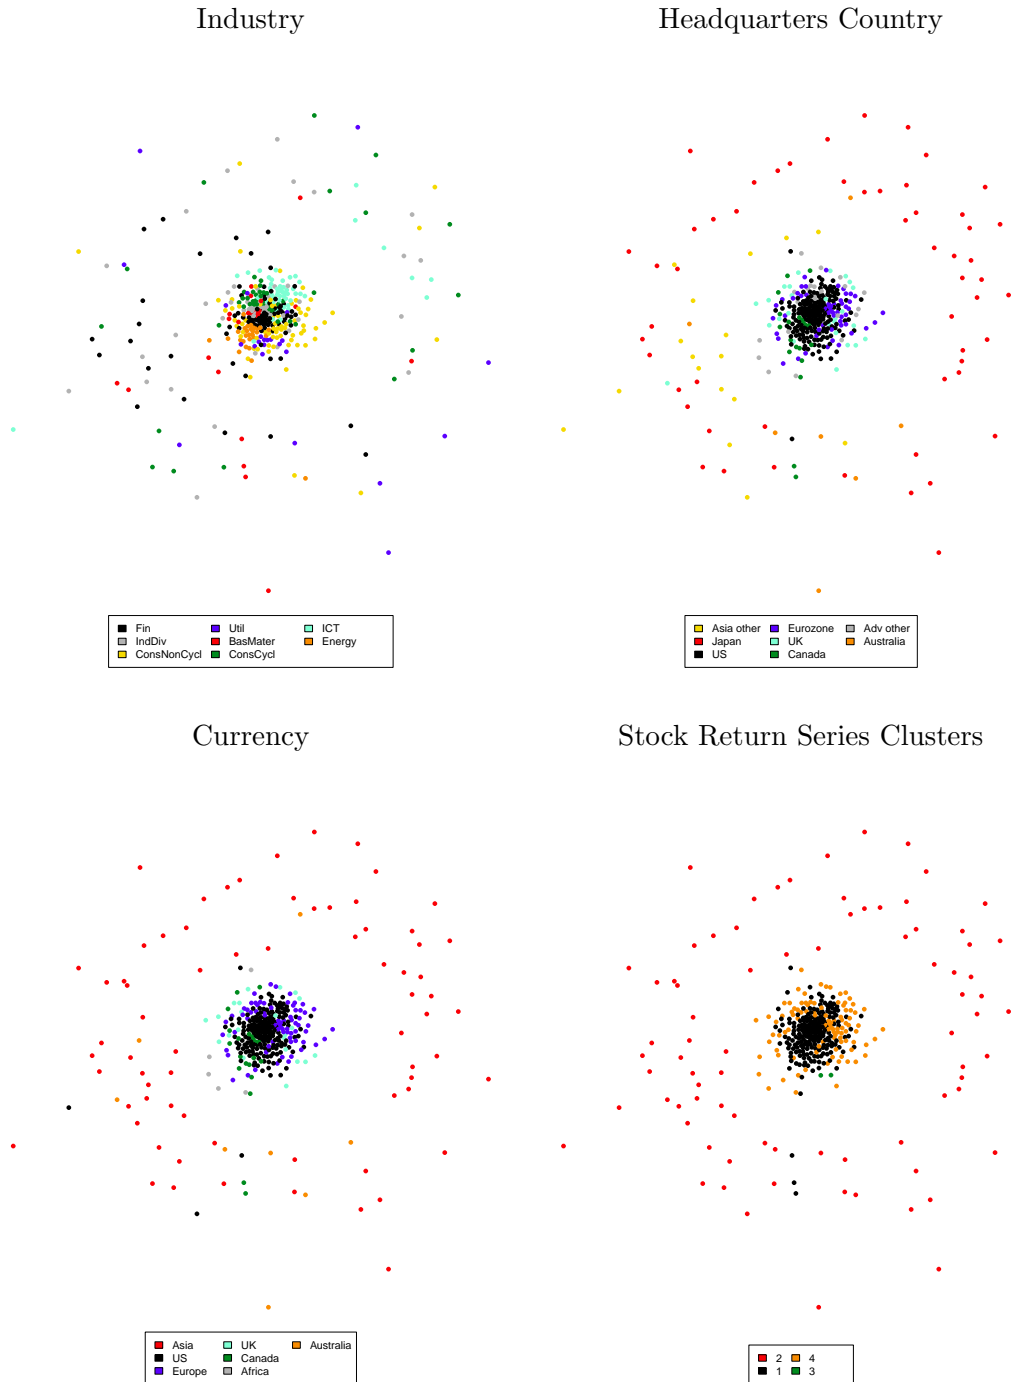 Industry
Headquarters Country
Fin Util ICT
IndDiv BasMater Energy
ConsNonCycl ConsCycl
Asia other Eurozone Adv other
Japan UK Australia
US Canada
Currency
Stock Return Series Clusters
Asia UK Australia
US Canada
Europe Africa
2 4
1 3